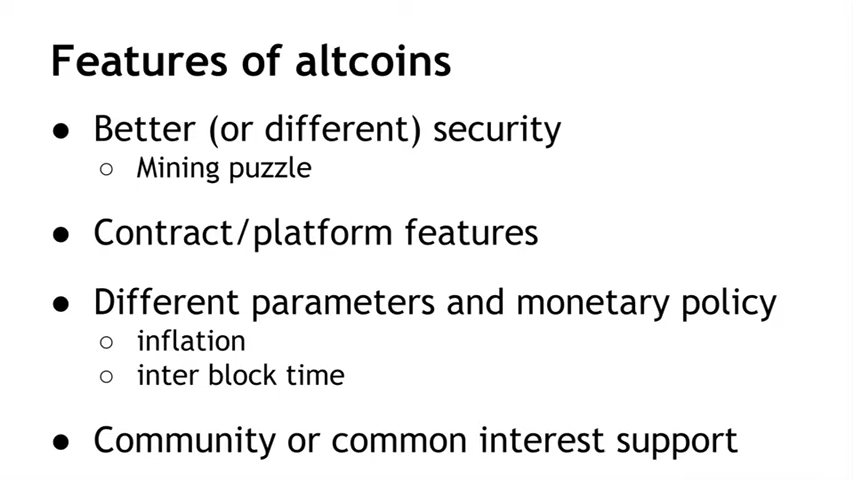 Features of altcoins
● Better (or different) security
○ Mining puzzle
● Contract/platform features
● Different parameters and monetary policy
○ inflation
○ inter block time
● Community or common interest support